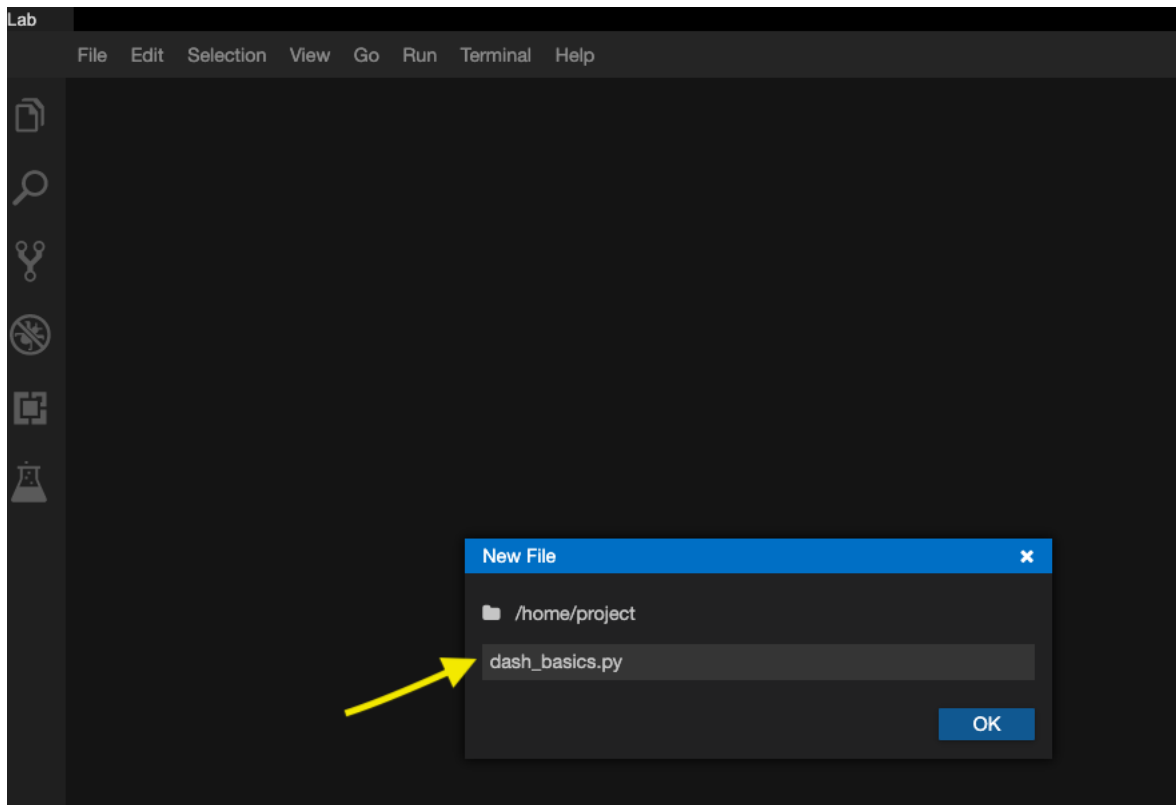 Lab
File Edit Selection View Go Run Terminal Help
New File
/home/project
dash_basics.py
OK